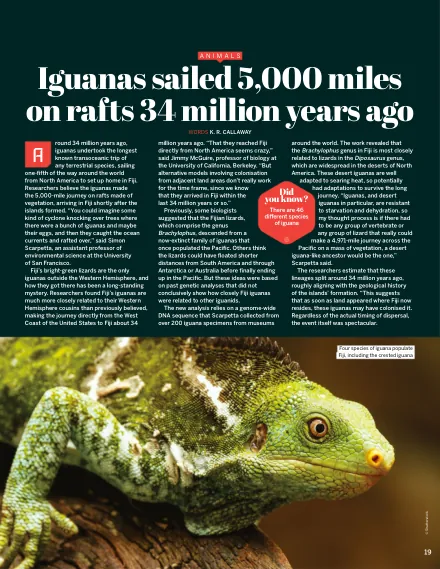 ANIMALS
Iguanas sailed 5,000 miles
on rafts 34 million years ago
WORDS K. R. CALLAWAY
A
round 34 million years ago,
iguanas undertook the longest
known transoceanic trip of
any terrestrial species, sailing
one-fifth of the way around the world
from North America to set up home in Fiji.
Researchers believe the iguanas made
the 5,000-mile journey on rafts made of
vegetation, arriving in Fiji shortly after the
islands formed. “You could imagine some
kind of cyclone knocking over trees where
there were a bunch of iguanas and maybe
their eggs, and then they caught the ocean
currents and rafted over,” said Simon
Scarpetta, an assistant professor of
environmental science at the University
of San Francisco.
Fiji’s bright-green lizards are the only
iguanas outside the Western Hemisphere, and
how they got there has been a long-standing
mystery. Researchers found Fiji’s iguanas are
much more closely related to their Western
Hemisphere cousins than previously believed,
making the journey directly from the West
Coast of the United States to Fiji about 34
million years ago. “That they reached Fiji
directly from North America seems crazy,”
said Jimmy McGuire, professor of biology at
the University of California, Berkeley. “But
alternative models involving colonisation
from adjacent land areas don’t really work
for the time frame, since we know
that they arrived in Fiji within the
last 34 million years or so.”
Previously, some biologists
suggested that the Fijian lizards,
which comprise the genus
Brachylophus, descended from a
now-extinct family of iguanas that
once populated the Pacific. Others think
the lizards could have floated shorter
distances from South America and through
Antarctica or Australia before finally ending
up in the Pacific. But these ideas were based
on past genetic analyses that did not
conclusively show how closely Fiji iguanas
were related to other iguanids.
The new analysis relies on a genome-wide
DNA sequence that Scarpetta collected from
over 200 iguana specimens from museums
around the world. The work revealed that
the Brachylophus genus in Fiji is most closely
related to lizards in the Dipsosaurus genus,
which are widespread in the deserts of North
America. These desert iguanas are well
adapted to searing heat, so potentially
had adaptations to survive the long
journey. “Iguanas, and desert
iguanas in particular, are resistant
to starvation and dehydration, so
my thought process is if there had
to be any group of vertebrate or
any group of lizard that really could
make a 4,971-mile journey across the
Pacific on a mass of vegetation, a desert
iguana-like ancestor would be the one,”
Scarpetta said.
The researchers estimate that these
lineages split around 34 million years ago,
roughly aligning with the geological history
of the islands’ formation. “This suggests
that as soon as land appeared where Fiji now
resides, these iguanas may have colonised it.
Regardless of the actual timing of dispersal,
the event itself was spectacular.
Did
you know?
There are 45
different species
of iguana
Four species of iguana populate
Fiji, including the crested iguana
19